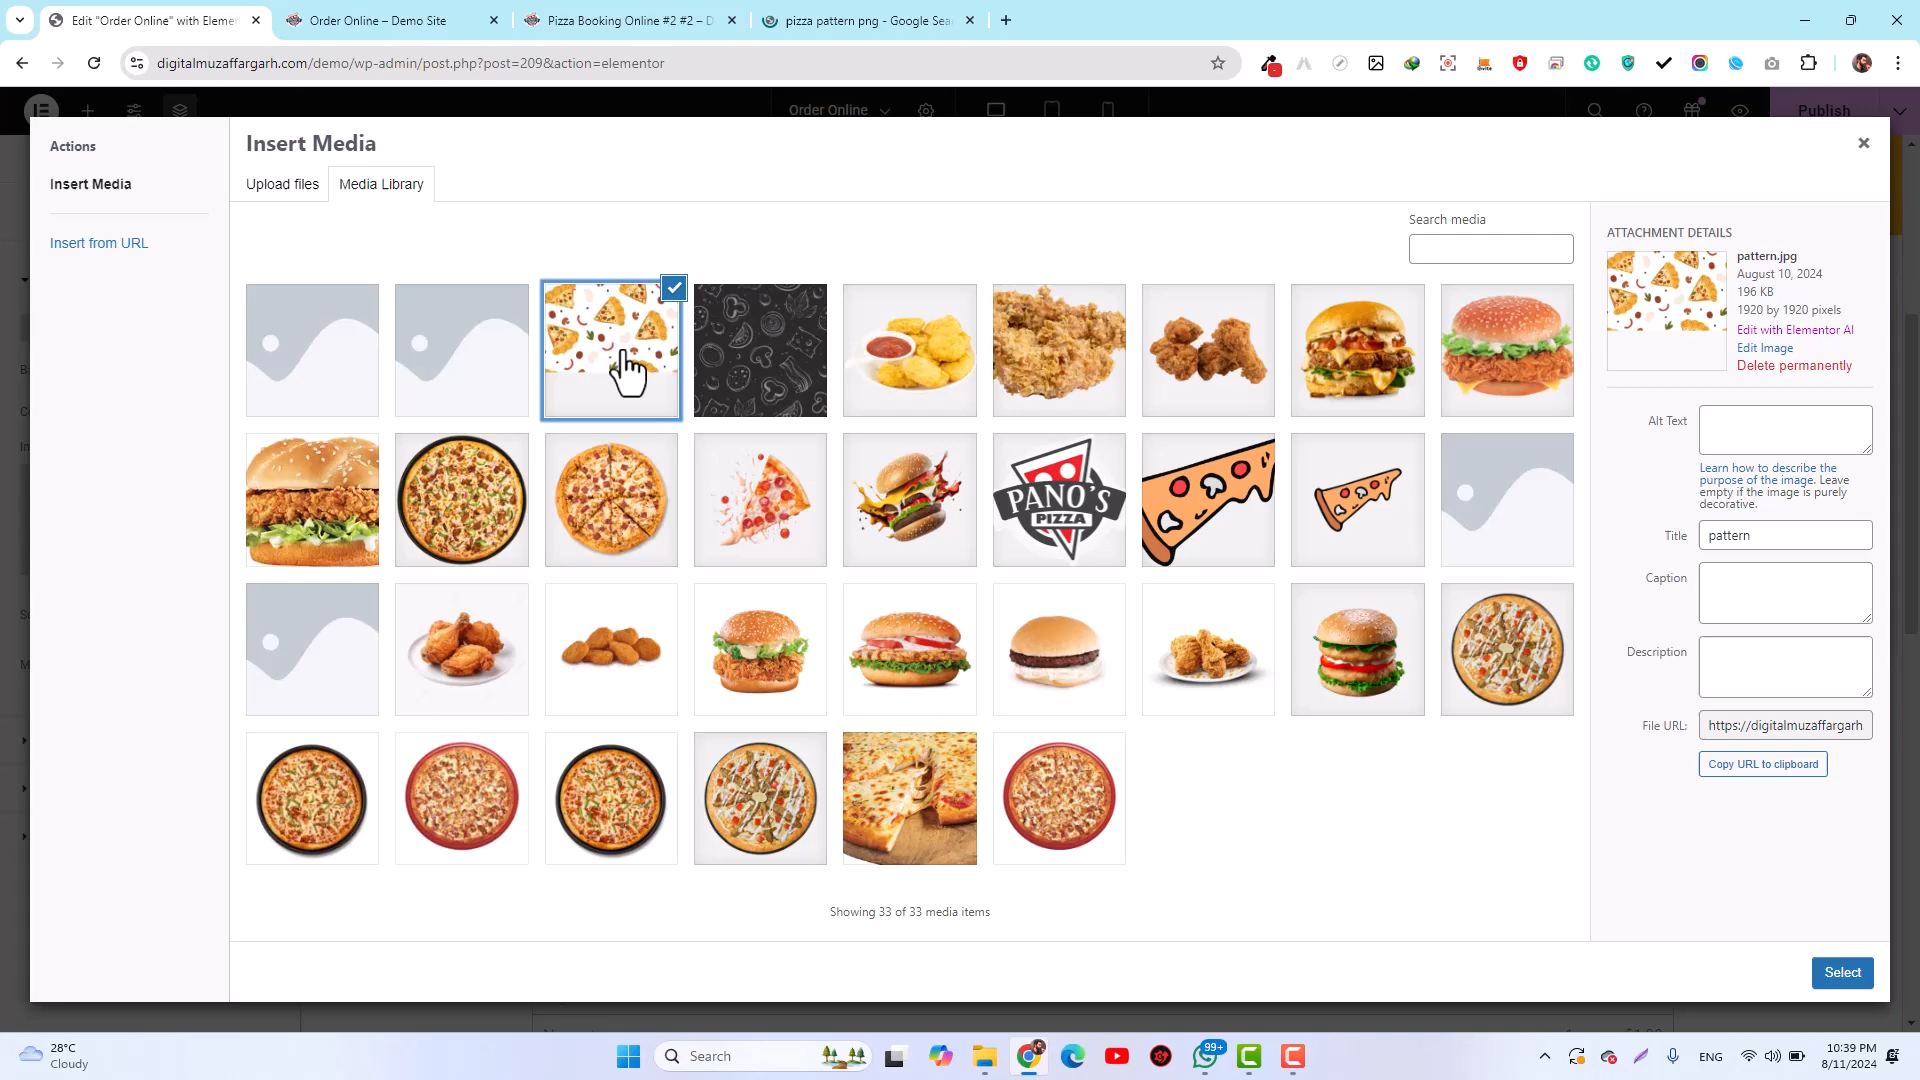 Edit "Order Online" with Elemen
Order Online – Demo Site
Pizza Booking Online #2 #2 – D
pizza pattern png - Google Sea
digitalmuzaffargarh.com/demo/wp-admin/post.php?post=209&action=elementor
Order Online
Publish
Actions
Insert Media
Insert from URL
Insert Media
Upload files
Media Library
Search media
PANO'S
PIZZA
Showing 33 of 33 media items
ATTACHMENT DETAILS
pattern.jpg
August 10, 2024
196 KB
1920 by 1920 pixels
Edit with Elementor AI
Edit Image
Delete permanently
Alt Text
Learn how to describe the
purpose of the image. Leave
empty if the image is purely
decorative.
Title
pattern
Caption
Description
File URL:
https://digitalmuzaffargarh
Copy URL to clipboard
Select
28°C
Cloudy
Search
99+
ENG
10:39 PM
8/11/2024